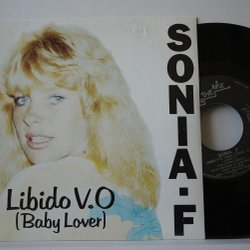 SONIA-F
Libido V.O
(Baby Lover)